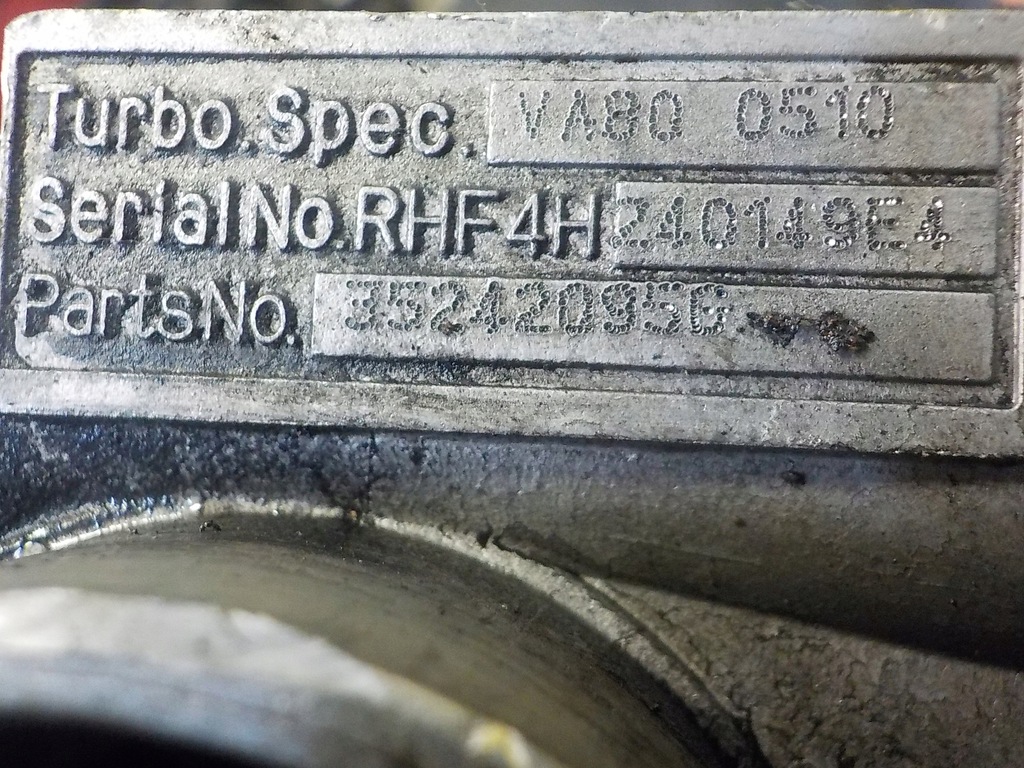 Turbo.Spec. VA80 0510
Serial No.RHF4H 240149E4
Parts No. 35242095G